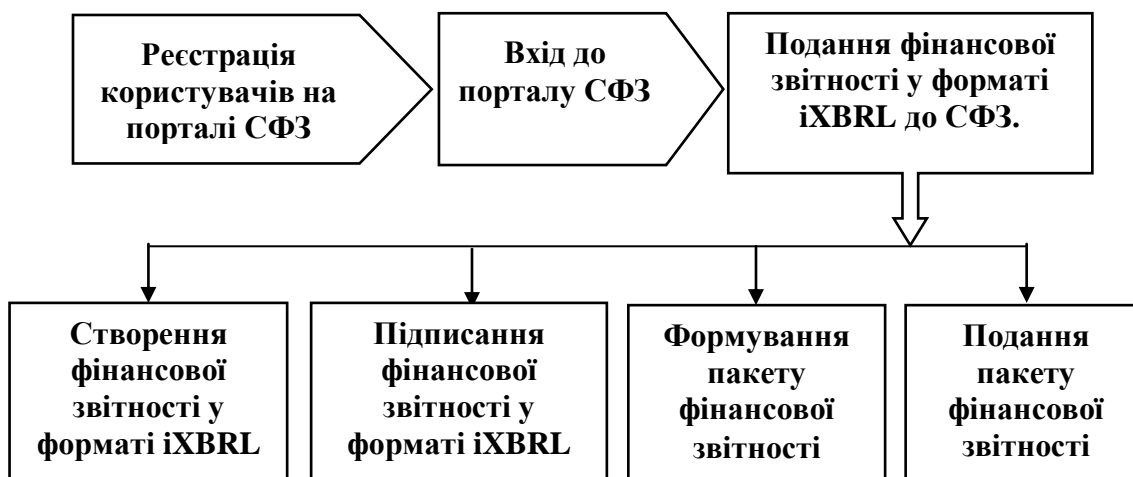 Реєстрація
користувачів на
порталі СФЗ
Вхід до
порталу СФЗ
Подання фінансової
звітності у форматі
iXBRL до СФЗ.
Створення
фінансової
звітності у
форматі iXBRL
Підписання
фінансової
звітності у
форматі iXBRL
Формування
пакету
фінансової
звітності
Подання
пакету
фінансової
звітності